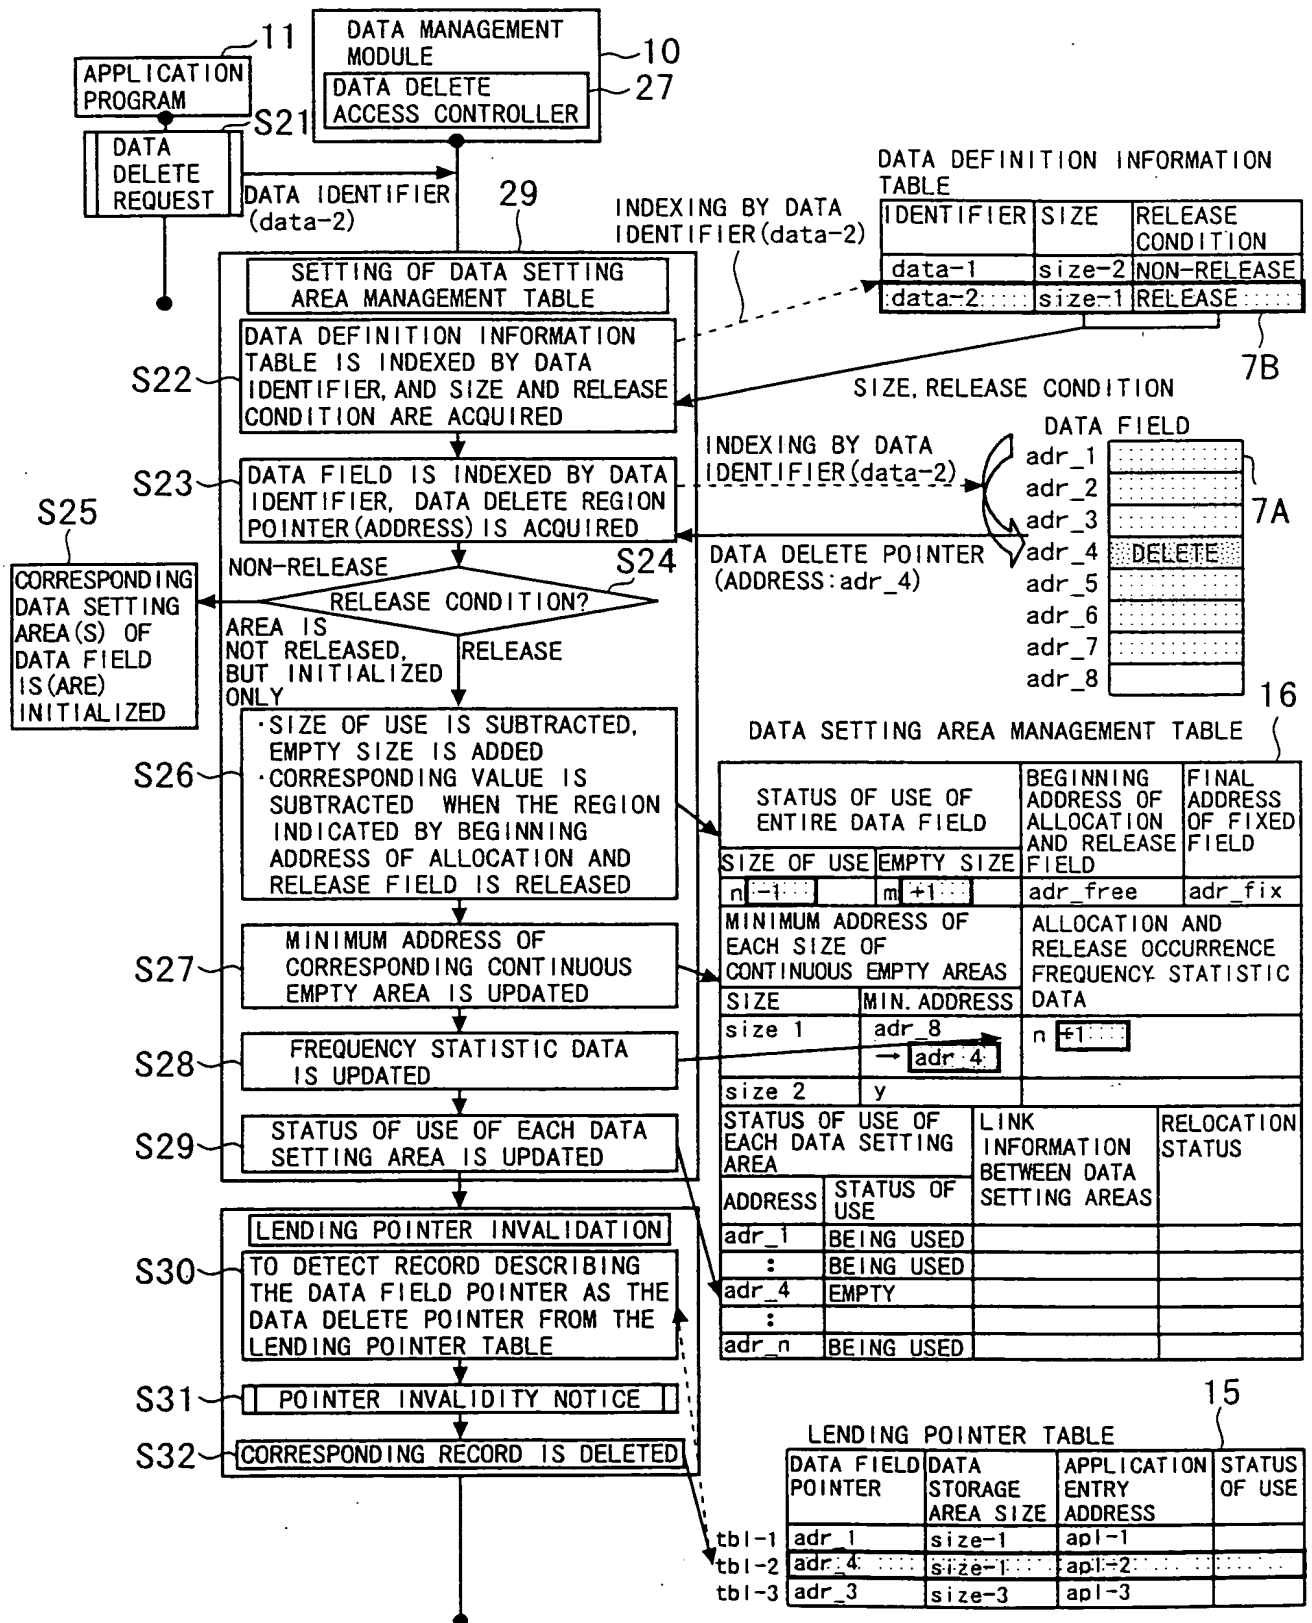 11
APPLICATION
PROGRAM
S21
DATA
DELETE
REQUEST
DATA MANAGEMENT
MODULE
10
DATA DELETE
ACCESS CONTROLLER
27
DATA IDENTIFIER
(data-2)
29
INDEXING BY DATA
IDENTIFIER(data-2)
DATA DEFINITION INFORMATION
TABLE
IDENTIFIER SIZE RELEASE
CONDITION
data-1 size-2 NON-RELEASE
data-2 size-1 RELEASE
7B
SIZE, RELEASE CONDITION
SETTING OF DATA SETTING
AREA MANAGEMENT TABLE
S22
DATA DEFINITION INFORMATION
TABLE IS INDEXED BY DATA
IDENTIFIER, AND SIZE AND RELEASE
CONDITION ARE ACQUIRED
S23
DATA FIELD IS INDEXED BY DATA
IDENTIFIER, DATA DELETE REGION
POINTER(ADDRESS) IS ACQUIRED
INDEXING BY DATA
IDENTIFIER(data-2)
DATA DELETE POINTER
(ADDRESS:adr_4)
DATA FIELD
adr_1
adr_2
adr_3
adr_4 DELETE
adr_5
adr_6
adr_7
adr_8
7A
S24
NON-RELEASE
RELEASE CONDITION?
S25
CORRESPONDING
DATA SETTING
AREA(S) OF
DATA FIELD
IS(ARE)
INITIALIZED
AREA IS
NOT RELEASED,
BUT INITIALIZED
ONLY
RELEASE
S26
·SIZE OF USE IS SUBTRACTED,
EMPTY SIZE IS ADDED
·CORRESPONDING VALUE IS
SUBTRACTED WHEN THE REGION
INDICATED BY BEGINNING
ADDRESS OF ALLOCATION AND
RELEASE FIELD IS RELEASED
S27
MINIMUM ADDRESS OF
CORRESPONDING CONTINUOUS
EMPTY AREA IS UPDATED
S28
FREQUENCY STATISTIC DATA
IS UPDATED
S29
STATUS OF USE OF EACH DATA
SETTING AREA IS UPDATED
LENDING POINTER INVALIDATION
S30
TO DETECT RECORD DESCRIBING
THE DATA FIELD POINTER AS THE
DATA DELETE POINTER FROM THE
LENDING POINTER TABLE
S31
POINTER INVALIDITY NOTICE
S32
CORRESPONDING RECORD IS DELETED
16
DATA SETTING AREA MANAGEMENT TABLE
STATUS OF USE OF
ENTIRE DATA FIELD
BEGINNING
ADDRESS OF
ALLOCATION
AND RELEASE
FIELD
FINAL
ADDRESS
OF FIXED
FIELD
SIZE OF USE EMPTY SIZE
n -1 m +1 adr_free adr_fix
MINIMUM ADDRESS OF
EACH SIZE OF
CONTINUOUS EMPTY AREAS
ALLOCATION AND
RELEASE OCCURRENCE
FREQUENCY STATISTIC
DATA
SIZE MIN. ADDRESS
size 1 adr_8
→ adr 4
n +1
size 2 y
STATUS OF USE OF
EACH DATA SETTING
AREA
LINK
INFORMATION
BETWEEN DATA
SETTING AREAS
RELOCATION
STATUS
ADDRESS STATUS OF
USE
adr_1 BEING USED
: BEING USED
adr_4 EMPTY
:
adr_n BEING USED
15
LENDING POINTER TABLE
DATA FIELD
POINTER
DATA
STORAGE
AREA SIZE
APPLICATION
ENTRY
ADDRESS
STATUS
OF USE
tbl-1 adr_1 size-1 apl-1
tbl-2 adr_4 size-1 apl-2
tbl-3 adr_3 size-3 apl-3